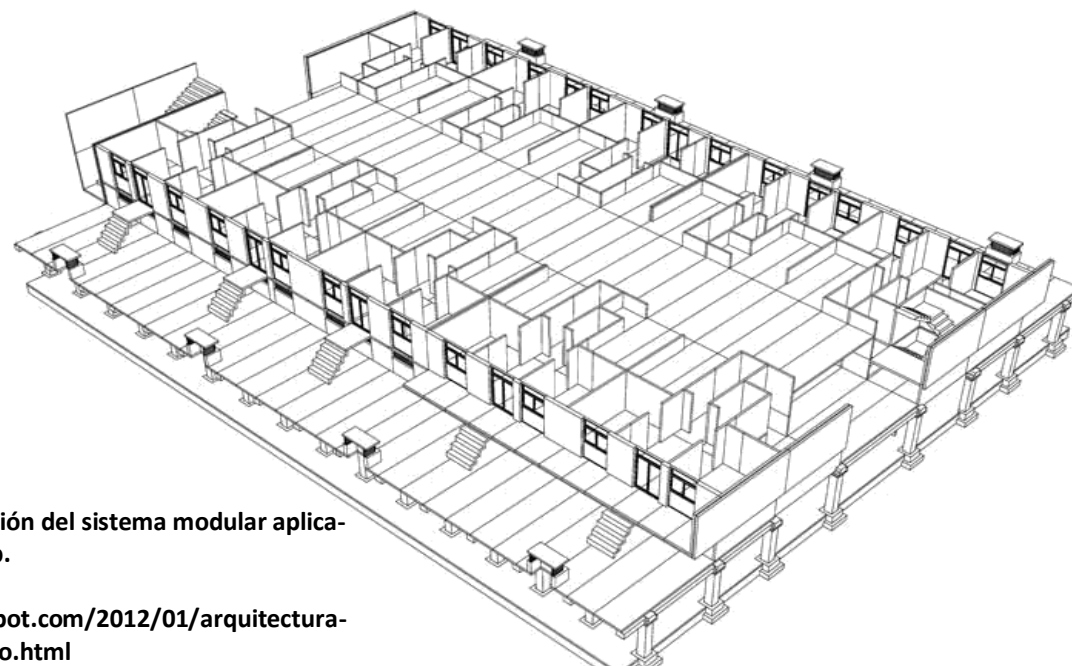 ión del sistema modular aplica-
o.
pot.com/2012/01/arquitectura-
o.html